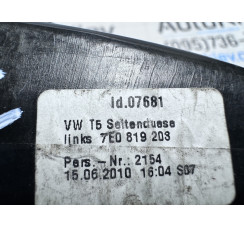 Id.07681
VW T5 Seitenduese
links 7E0 819 203
Pers.-Nr.: 2154
15.06.2010 16:04 S07